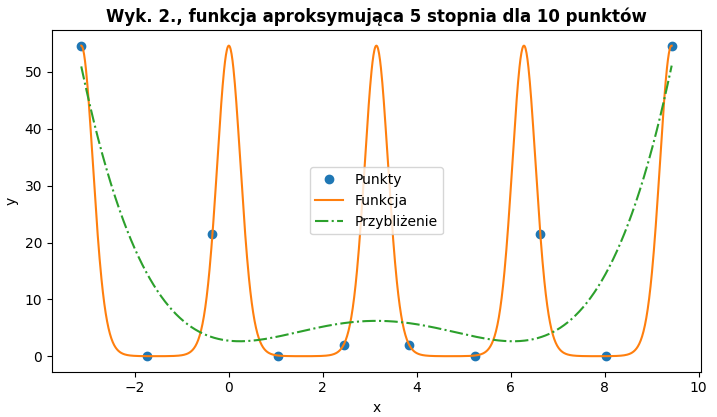 Wyk. 2., funkcja aproksymująca 5 stopnia dla 10 punktów
50
40
30
20
10
0
y
Punkty
Funkcja
Przybliżenie
−2
0
2
4
6
8
10
x